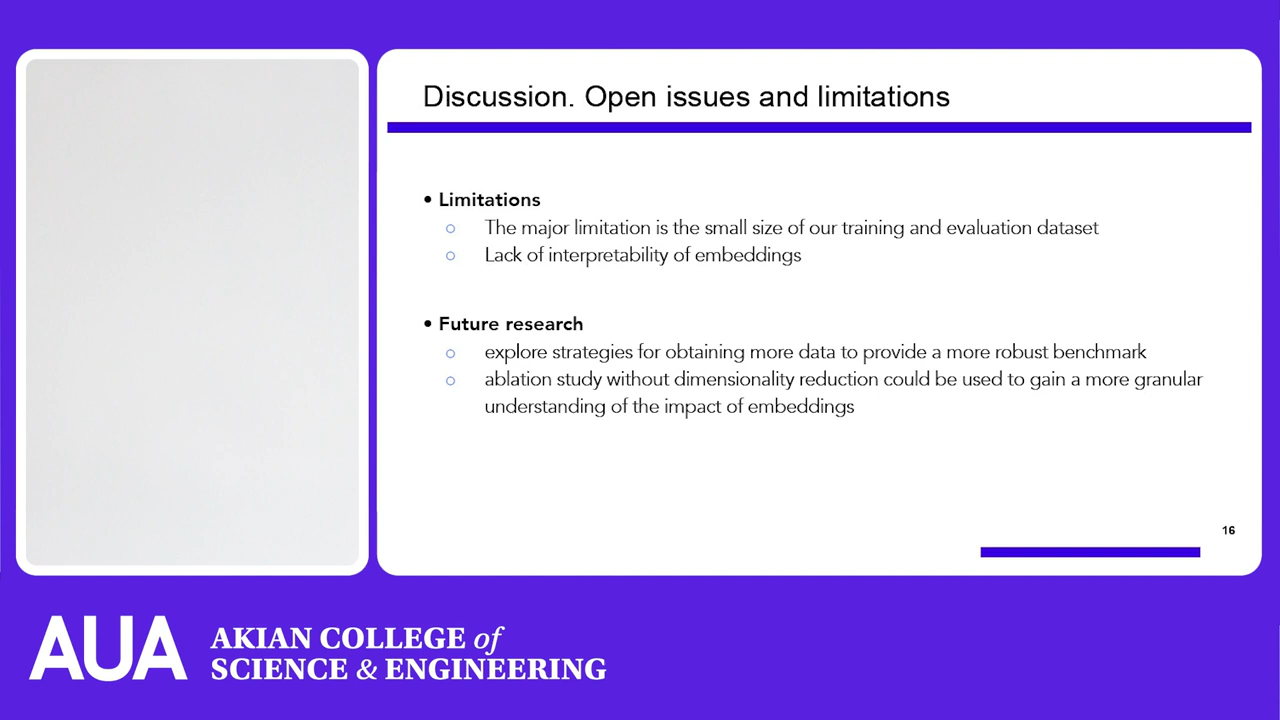 Discussion. Open issues and limitations
• Limitations
○ The major limitation is the small size of our training and evaluation dataset
○ Lack of interpretability of embeddings
• Future research
○ explore strategies for obtaining more data to provide a more robust benchmark
○ ablation study without dimensionality reduction could be used to gain a more granular
understanding of the impact of embeddings
16
AUA
AKIAN COLLEGE of
SCIENCE & ENGINEERING